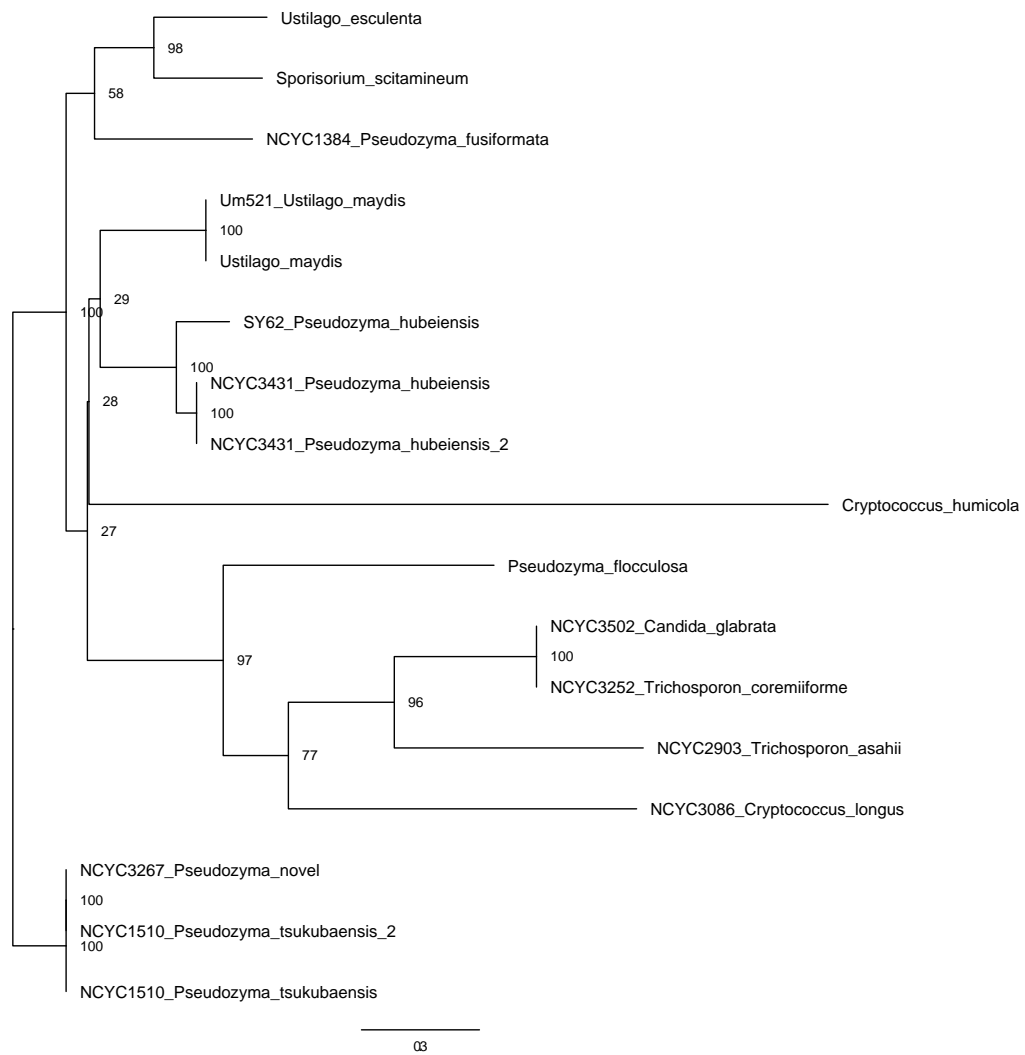 Ustilago_esculenta
98
Sporisorium_scitamineum
58
NCYC1384_Pseudozyma_fusiformata
Um521_Ustilago_maydis
100
Ustilago_maydis
29
100
SY62_Pseudozyma_hubeiensis
100
NCYC3431_Pseudozyma_hubeiensis
28
100
NCYC3431_Pseudozyma_hubeiensis_2
Cryptococcus_humicola
27
Pseudozyma_flocculosa
NCYC3502_Candida_glabrata
97
100
NCYC3252_Trichosporon_coremiiforme
96
NCYC2903_Trichosporon_asahii
77
NCYC3086_Cryptococcus_longus
NCYC3267_Pseudozyma_novel
100
NCYC1510_Pseudozyma_tsukubaensis_2
100
NCYC1510_Pseudozyma_tsukubaensis
03